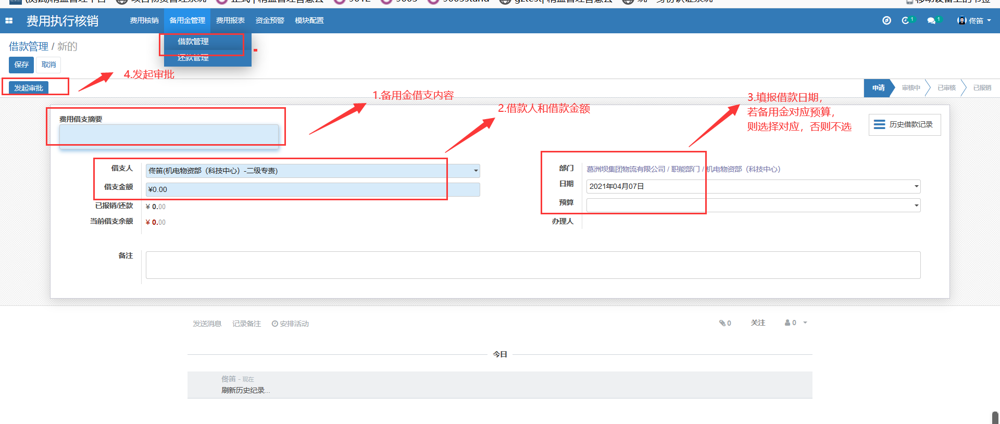 费用执行核销
费用核销
备用金管理
费用报表
资金预警
模块配置
1
1
佟笛
借款管理
还款管理
借款管理 / 新的
保存
取消
4.发起审批
发起审批
申请
审核中
已审核
已报销
1.备用金借支内容
2.借款人和借款金额
3.填报借款日期，
若备用金对应预算，
则选择对应，否则不选
费用借支摘要
历史借款记录
借支人
佟笛(机电物资部（科技中心）-二级专责)
借支金额
¥0.00
已报销/还款
¥ 0.00
当前借支余额
¥ 0.00
部门
葛洲坝集团物流有限公司 / 职能部门 / 机电物资部（科技中心）
日期
2021年04月07日
预算
办理人
备注
发送消息
记录备注
安排活动
0
关注
0
今日
佟笛 - 现在
刷新历史纪录...